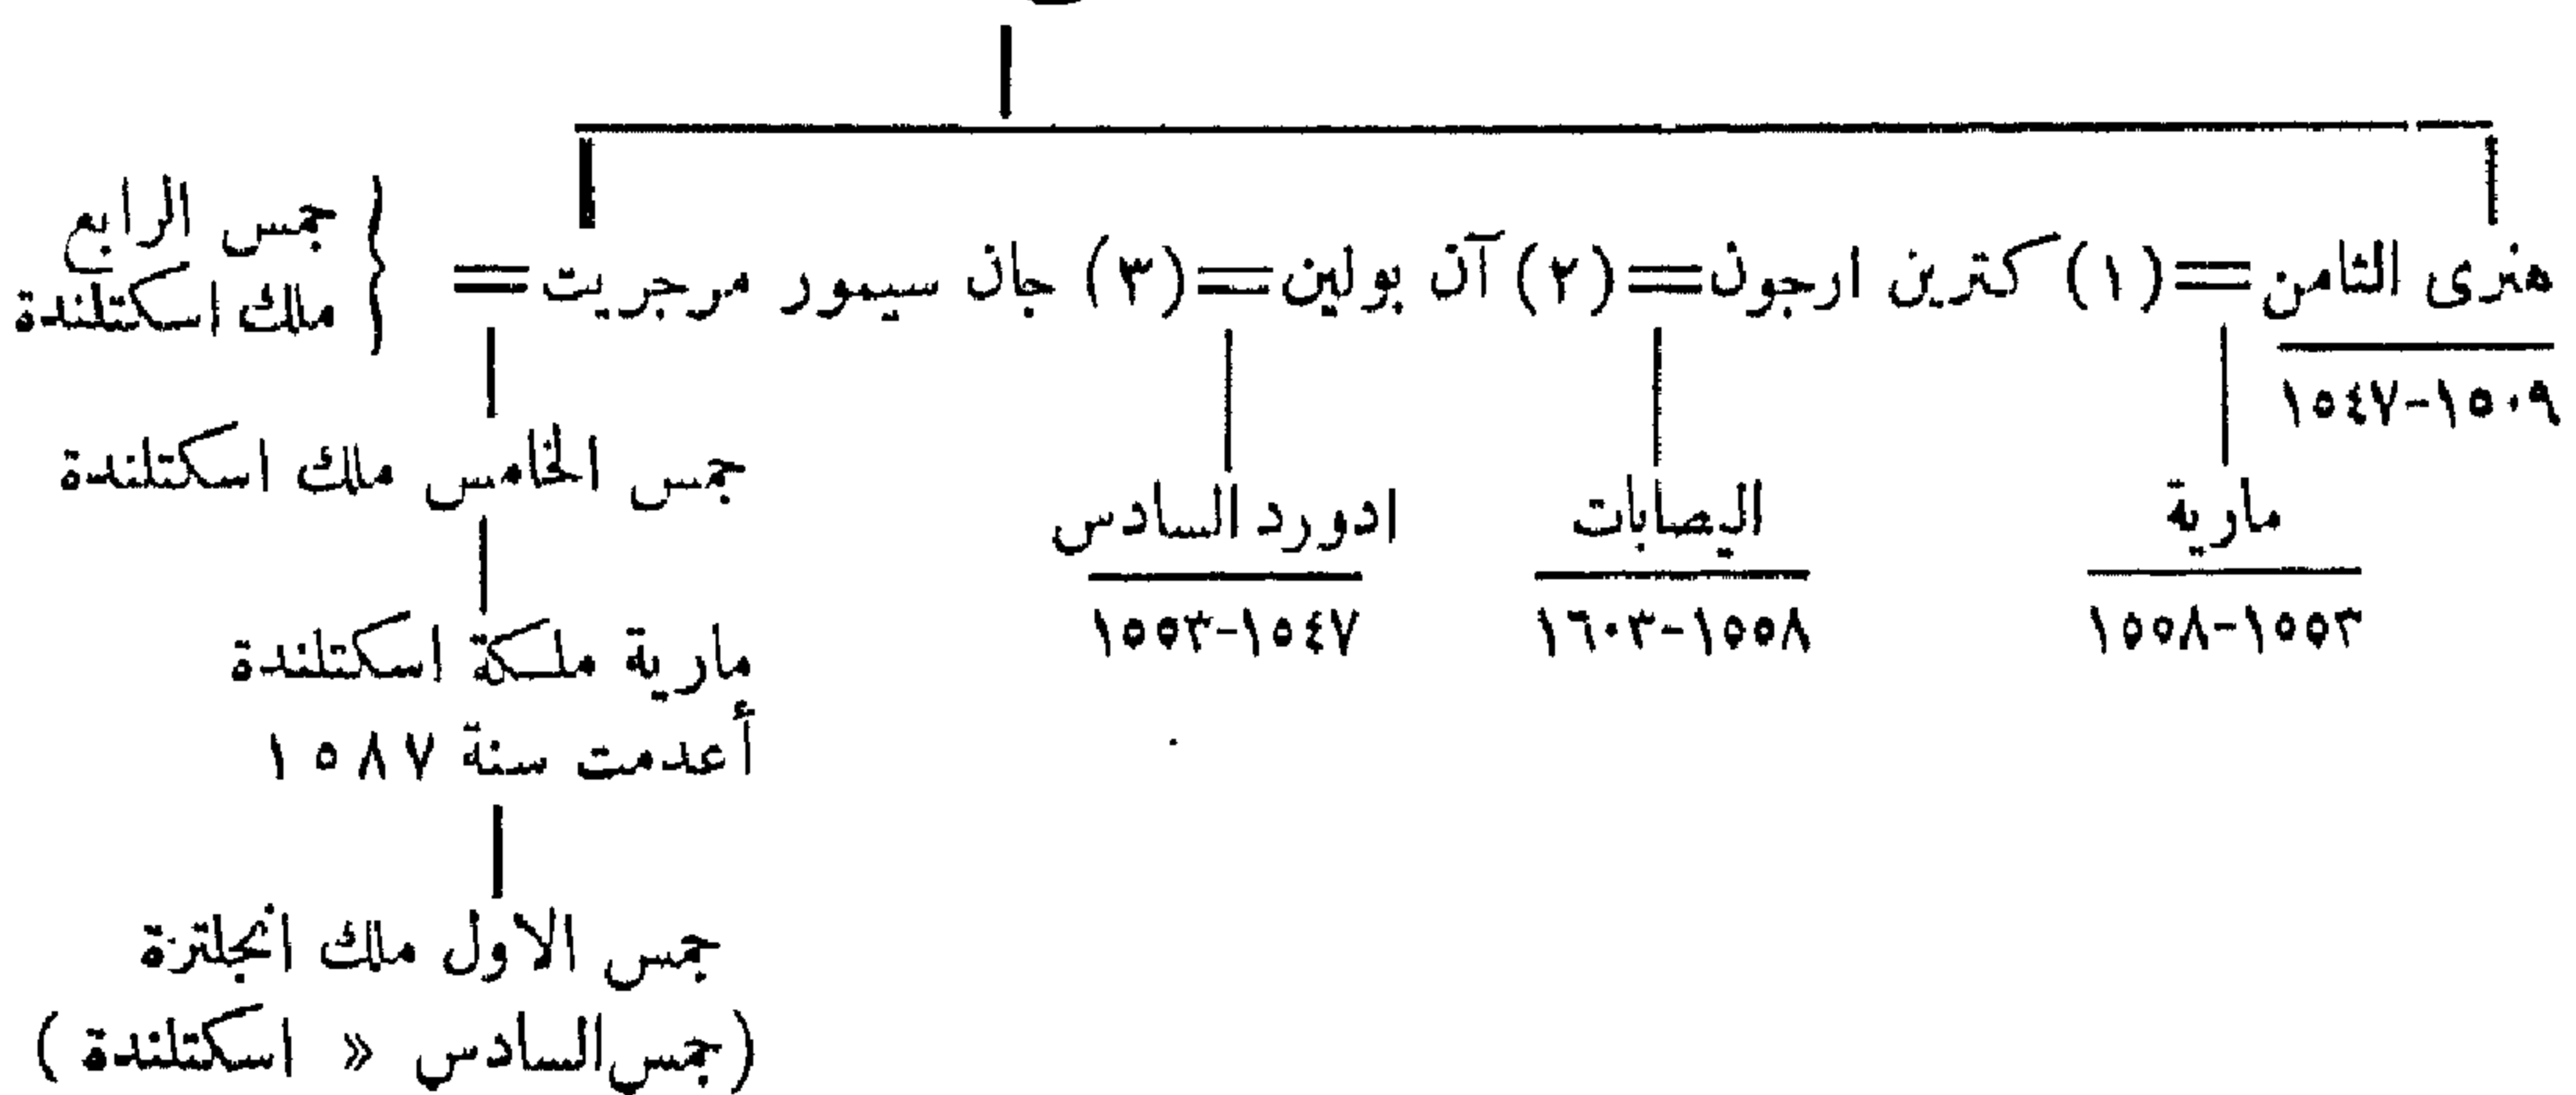 جمس الرابع
ملك اسكتلندة
هنرى الثامن = (١) كترين ارجون = (٢) آن بولين = (٣) جان سيمور مرجريت =
١٥٠٩-١٥٤٧
جمس الخامس ملك اسكتلندة
مارية
اليصابات
ادورد السادس
١٥٥٣-١٥٥٨
١٥٥٨-١٦٠٣
١٥٤٧-١٥٥٣
مارية ملكة اسكتلندة
أعدمت سنة ١٥٨٧
جمس الاول ملك انجلترة
(جمس السادس » اسكتلندة)